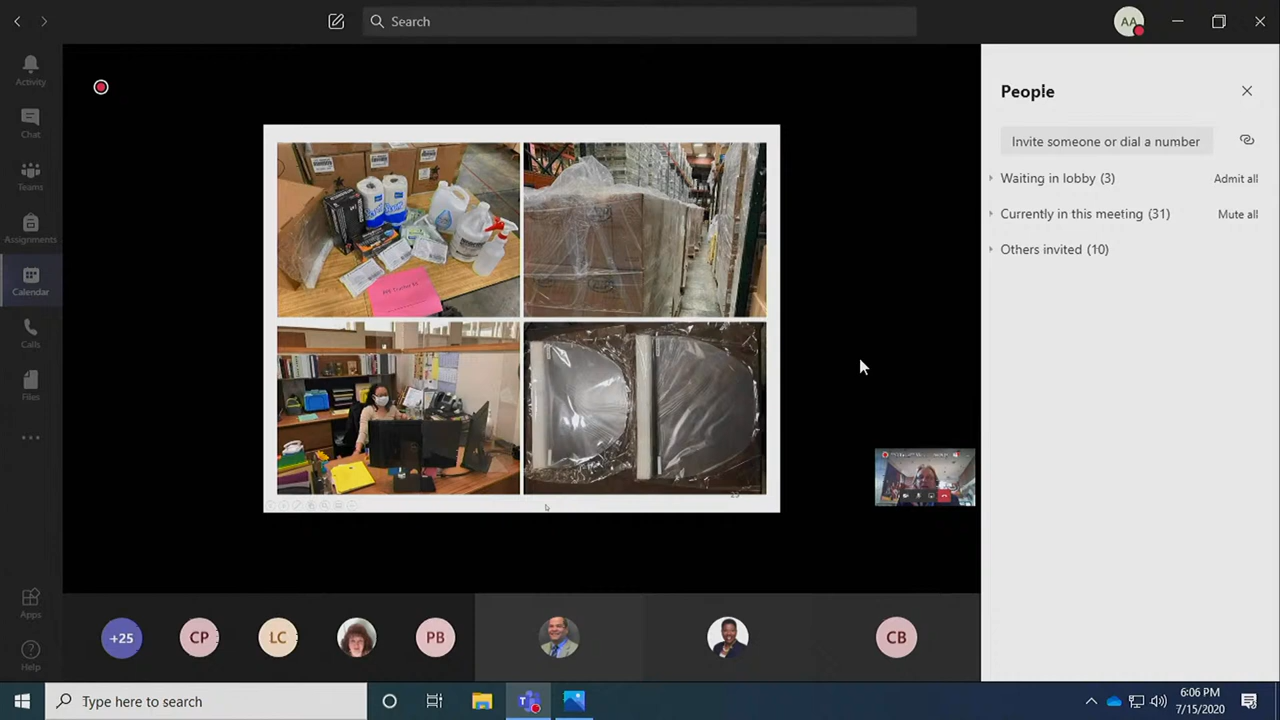 Search
AA
Activity
Chat
Teams
Assignments
Calendar
Calls
Files
Apps
Help
People
Invite someone or dial a number
Waiting in lobby (3)
Admit all
Currently in this meeting (31)
Mute all
Others invited (10)
Scott
+25
CP
LC
PB
CB
Type here to search
6:06 PM
7/15/2020